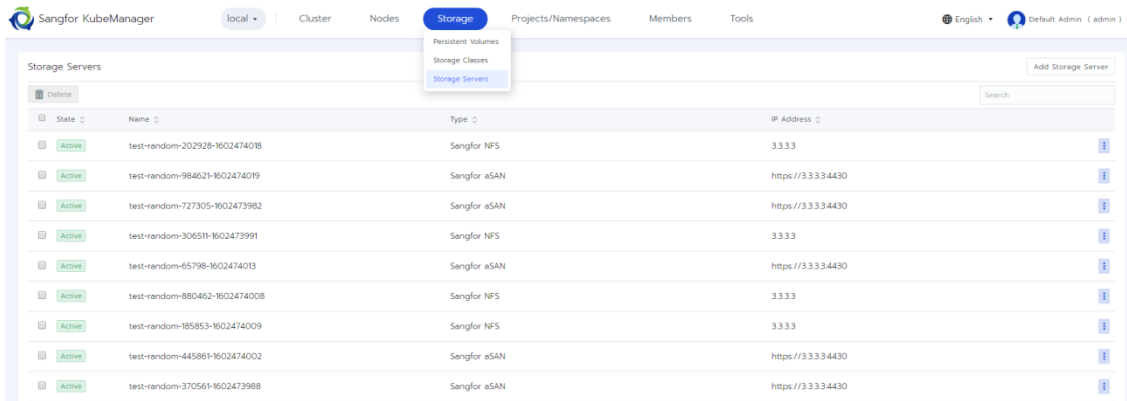 Sangfor KubeManager local Cluster Nodes Storage Projects/Namespaces Members Tools English Default Admin ( admin )
Persistent Volumes
Storage Classes
Storage Servers
Storage Servers Add Storage Server
Delete Search
State Name Type IP Address
Active test-random-202928-1602474018 Sangfor NFS 3.3.3.3
Active test-random-984621-1602474019 Sangfor aSAN https://3.3.3.3:4430
Active test-random-727305-1602473982 Sangfor aSAN https://3.3.3.3:4430
Active test-random-306511-1602473991 Sangfor NFS 3.3.3.3
Active test-random-65798-1602474013 Sangfor aSAN https://3.3.3.3:4430
Active test-random-880462-1602474008 Sangfor NFS 3.3.3.3
Active test-random-185853-1602474009 Sangfor NFS 3.3.3.3
Active test-random-445861-1602474002 Sangfor aSAN https://3.3.3.3:4430
Active test-random-370561-1602473988 Sangfor aSAN https://3.3.3.3:4430